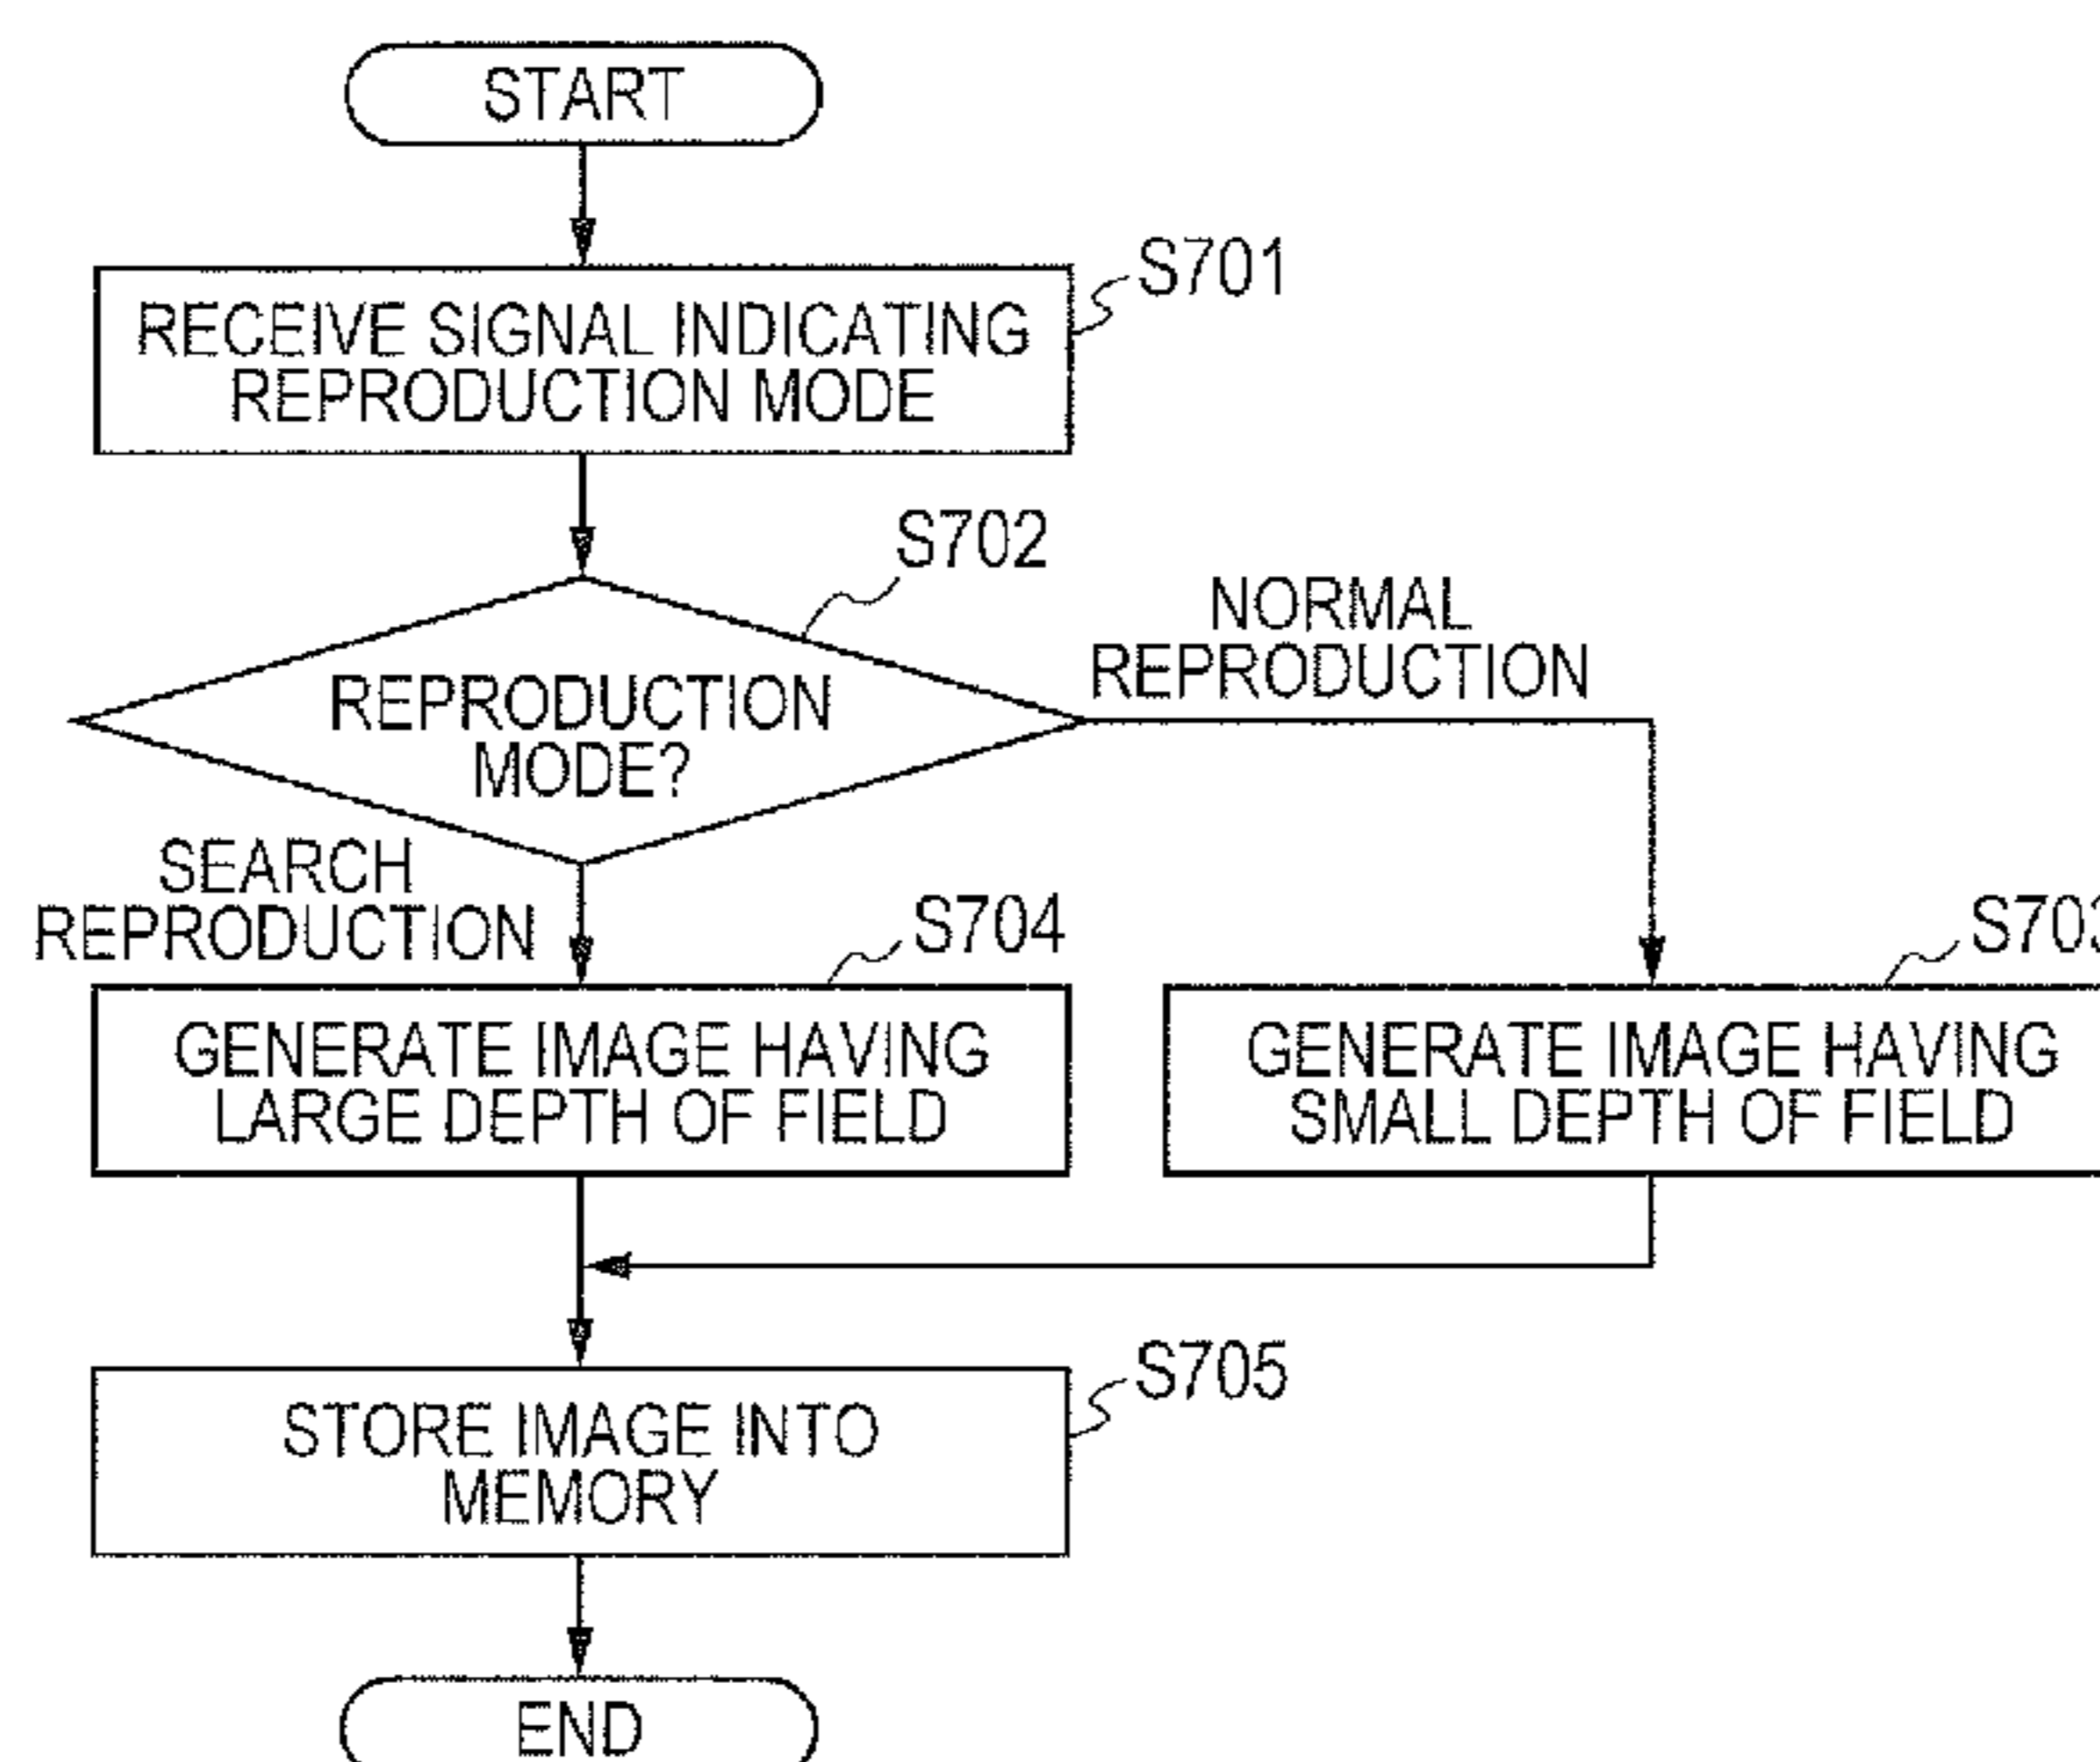 START
RECEIVE SIGNAL INDICATING
REPRODUCTION MODE
S701
S702
REPRODUCTION
MODE?
NORMAL
REPRODUCTION
SEARCH
REPRODUCTION
S704
GENERATE IMAGE HAVING
LARGE DEPTH OF FIELD
S703
GENERATE IMAGE HAVING
SMALL DEPTH OF FIELD
S705
STORE IMAGE INTO
MEMORY
END